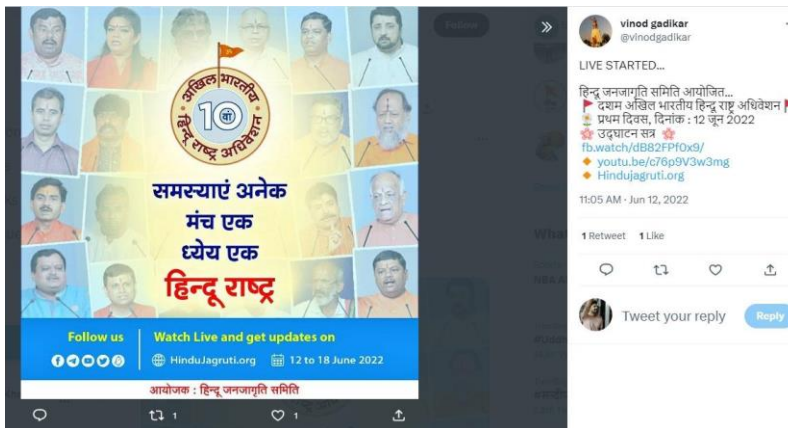 Follow
अखिल भारतीय
10 वां
हिन्दू राष्ट्र अधिवेशन
समस्याएं अनेक
मंच एक
ध्येय एक
हिन्दू राष्ट्र
Follow us
Watch Live and get updates on
HinduJagruti.org
12 to 18 June 2022
आयोजक : हिन्दू जनजागृति समिति
1
1
vinod gadikar
@vinodgadikar
LIVE STARTED...
हिन्दू जनजागृति समिति आयोजित...
दशम अखिल भारतीय हिन्दू राष्ट्र अधिवेशन
प्रथम दिवस, दिनांक : 12 जून 2022
उद्घाटन सत्र
fb.watch/dB82FPf0x9/
youtu.be/c76p9V3w3mg
Hindujagruti.org
11:05 AM · Jun 12, 2022
1 Retweet 1 Like
Tweet your reply
Reply